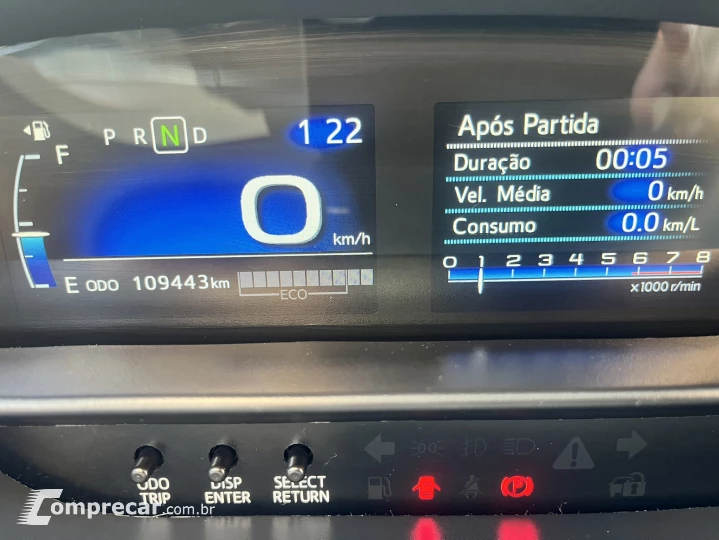 P R N D
1 22
F
0
km/h
E ODO 109443km
ECO
Após Partida
Duração 00:05
Vel. Média 0 km/h
Consumo 0.0 km/L
0 1 2 3 4 5 6 7 8
x1000 r/min
ODO
TRIP
DISP
ENTER
SELECT
RETURN
Comprecar.com.br